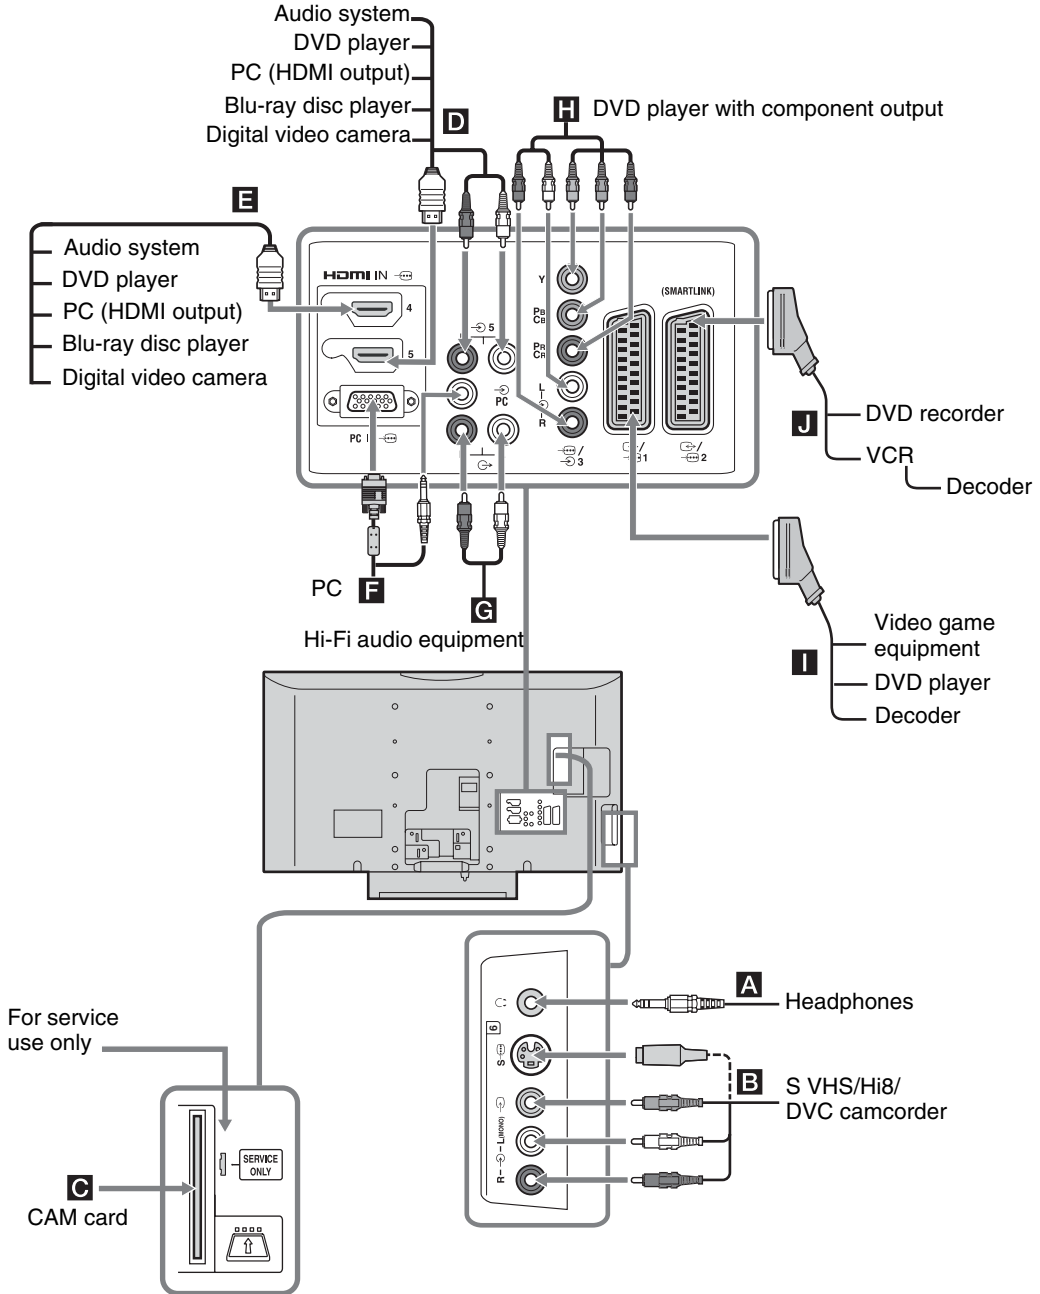 Audio system
DVD player
PC (HDMI output)
Blu-ray disc player
Digital video camera
D
H
DVD player with component output
E
Audio system
DVD player
PC (HDMI output)
Blu-ray disc player
Digital video camera
HDMI IN
4
5
5
PC
PC I
Y
PB
CB
PR
CR
L
R
3
1
(SMARTLINK)
2
J
DVD recorder
VCR
Decoder
PC
F
G
Hi-Fi audio equipment
I
Video game
equipment
DVD player
Decoder
A
Headphones
6
S
B
S VHS/Hi8/
DVC camcorder
L(MONO)
R
For service
use only
SERVICE
ONLY
C
CAM card